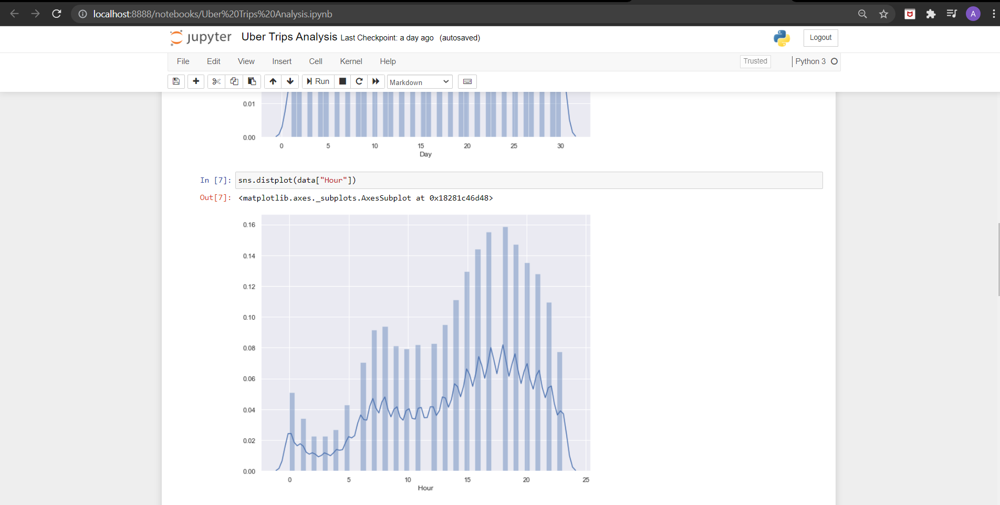 localhost:8888/notebooks/Uber%20Trips%20Analysis.ipynb
A
jupyter Uber Trips Analysis Last Checkpoint: a day ago (autosaved)
Logout
File Edit View Insert Cell Kernel Help
Trusted
Python 3
Run
Markdown
0.01
0.00
0 5 10 15 20 25 30
Day
In [7]: sns.distplot(data["Hour"])
Out[7]: <matplotlib.axes._subplots.AxesSubplot at 0x18281c46d48>
0.16
0.14
0.12
0.10
0.08
0.06
0.04
0.02
0.00
0 5 10 15 20 25
Hour